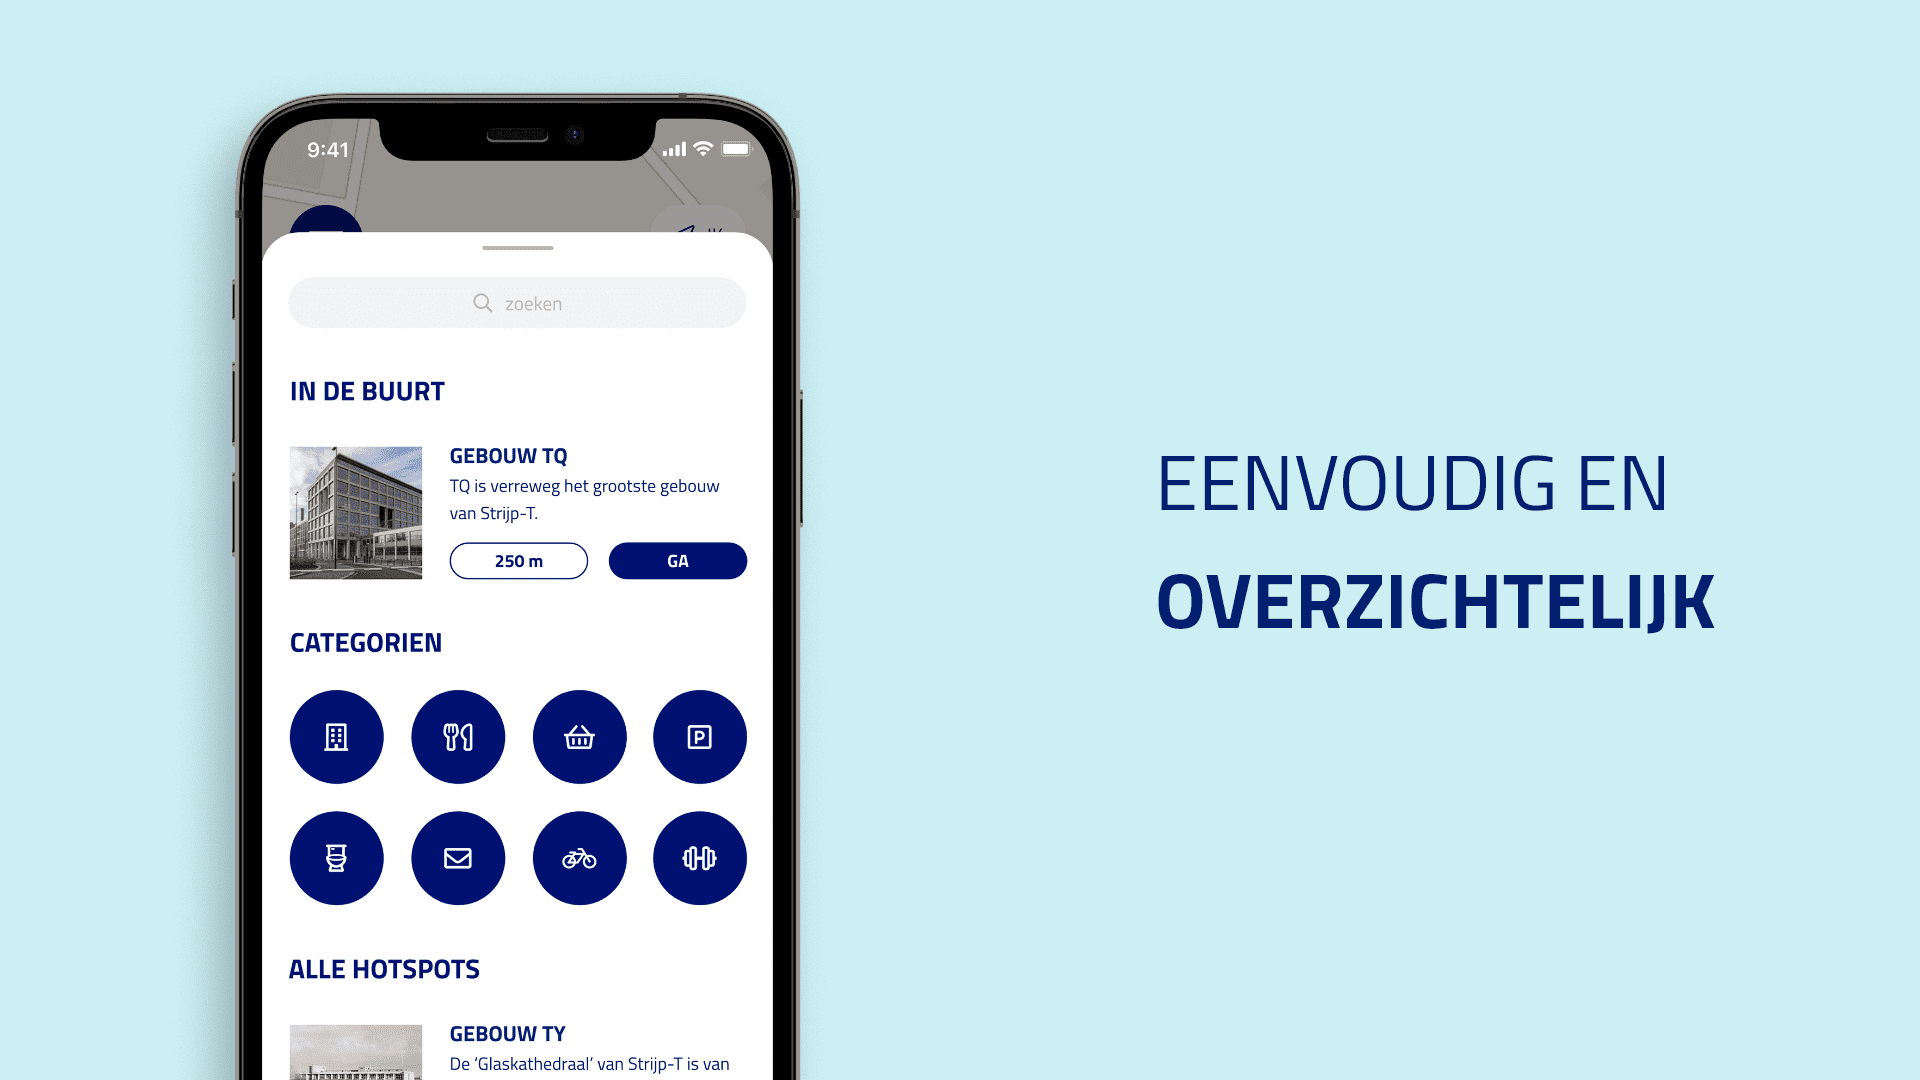 9:41
zoeken
IN DE BUURT
GEBOUW TQ
TQ is verreweg het grootste gebouw
van Strijp-T.
250 m
GA
CATEGORIEN
P
ALLE HOTSPOTS
GEBOUW TY
De ‘Glaskathedraal’ van Strijp-T is van
EENVOUDIG EN
OVERZICHTELIJK